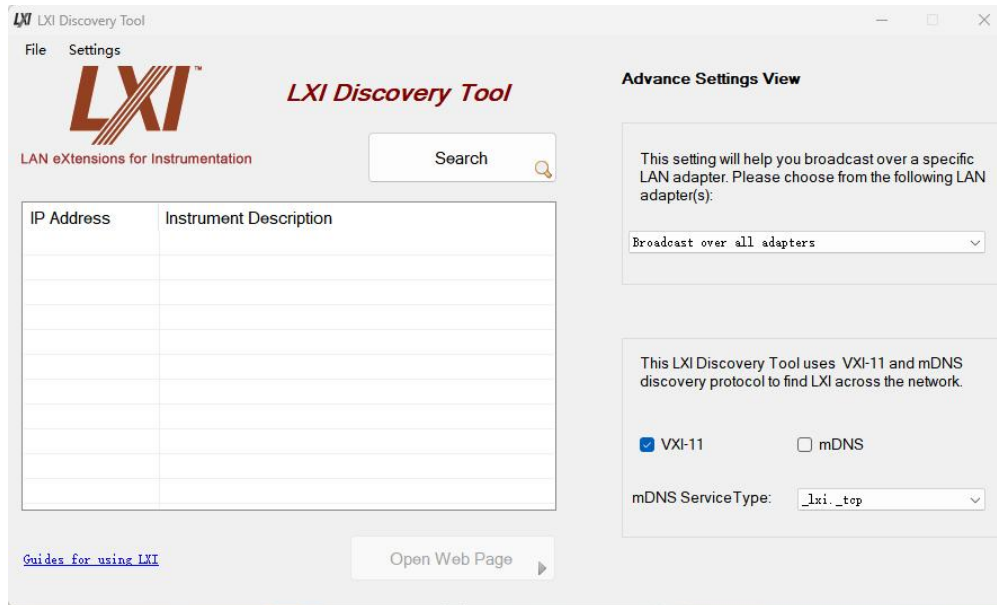 LXI LXI Discovery Tool
File Settings
LXI™
LAN eXtensions for Instrumentation
LXI Discovery Tool
Search
IP Address Instrument Description
Guides for using LXI
Open Web Page
Advance Settings View
This setting will help you broadcast over a specific
LAN adapter. Please choose from the following LAN
adapter(s):
Broadcast over all adapters
This LXI Discovery Tool uses VXI-11 and mDNS
discovery protocol to find LXI across the network.
VXI-11 mDNS
mDNS ServiceType: _lxi._tcp